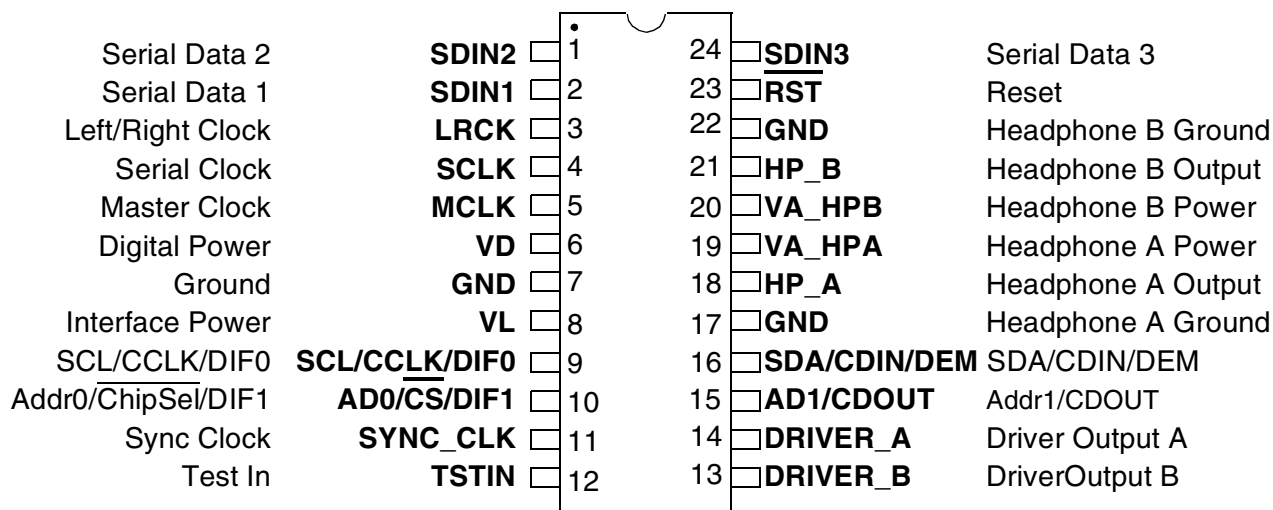 Serial Data 2 SDIN2 1 24 SDIN3 Serial Data 3
Serial Data 1 SDIN1 2 23 RST Reset
Left/Right Clock LRCK 3 22 GND Headphone B Ground
Serial Clock SCLK 4 21 HP_B Headphone B Output
Master Clock MCLK 5 20 VA_HPB Headphone B Power
Digital Power VD 6 19 VA_HPA Headphone A Power
Ground GND 7 18 HP_A Headphone A Output
Interface Power VL 8 17 GND Headphone A Ground
SCL/CCLK/DIF0 SCL/CCLK/DIF0 9 16 SDA/CDIN/DEM SDA/CDIN/DEM
Addr0/ChipSel/DIF1 AD0/CS/DIF1 10 15 AD1/CDOUT Addr1/CDOUT
Sync Clock SYNC_CLK 11 14 DRIVER_A Driver Output A
Test In TSTIN 12 13 DRIVER_B DriverOutput B